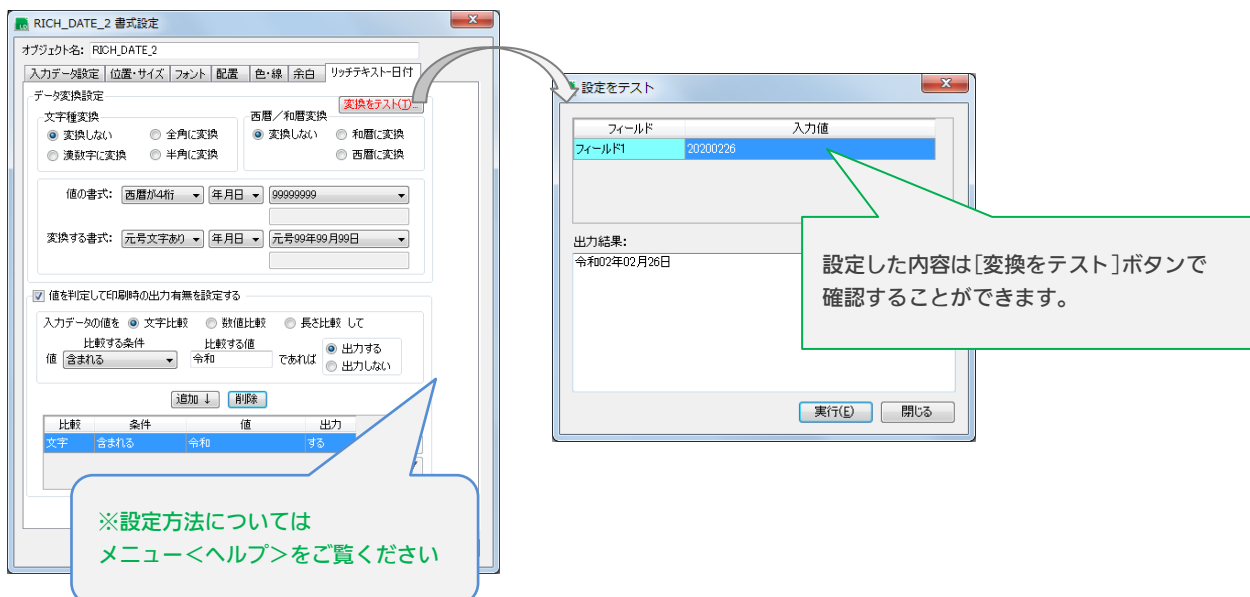 RICH_DATE_2 書式設定
オブジェクト名: RICH_DATE_2
入力データ設定 位置・サイズ フォント 配置 色・線 余白 リッチテキスト-日付
データ変換設定
変換をテスト(T)...
文字種変換
変換しない 全角に変換
漢数字に変換 半角に変換
西暦/和暦変換
変換しない 和暦に変換
西暦に変換
値の書式: 西暦が4桁 年月日 99999999
変換する書式: 元号文字あり 年月日 元号99年99月99日
値を判定して印刷時の出力有無を設定する
入力データの値を 文字比較 数値比較 長さ比較 して
比較する条件 比較する値
値 含まれる 令和 であれば 出力する
出力しない
追加 ↓ 削除
比較 条件 値 出力
文字 含まれる 令和 する
※設定方法については
メニュー<ヘルプ>をご覧ください
設定をテスト
フィールド 入力値
フィールド1 20200226
出力結果:
令和02年02月26日
設定した内容は[変換をテスト]ボタンで
確認することができます。
実行(E) 閉じる